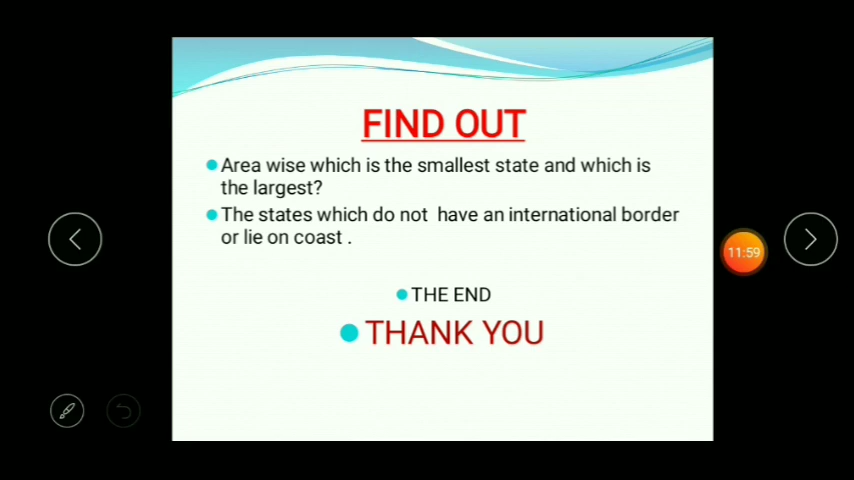 FIND OUT
Area wise which is the smallest state and which is
the largest?
The states which do not have an international border
or lie on coast .
11:59
THE END
THANK YOU